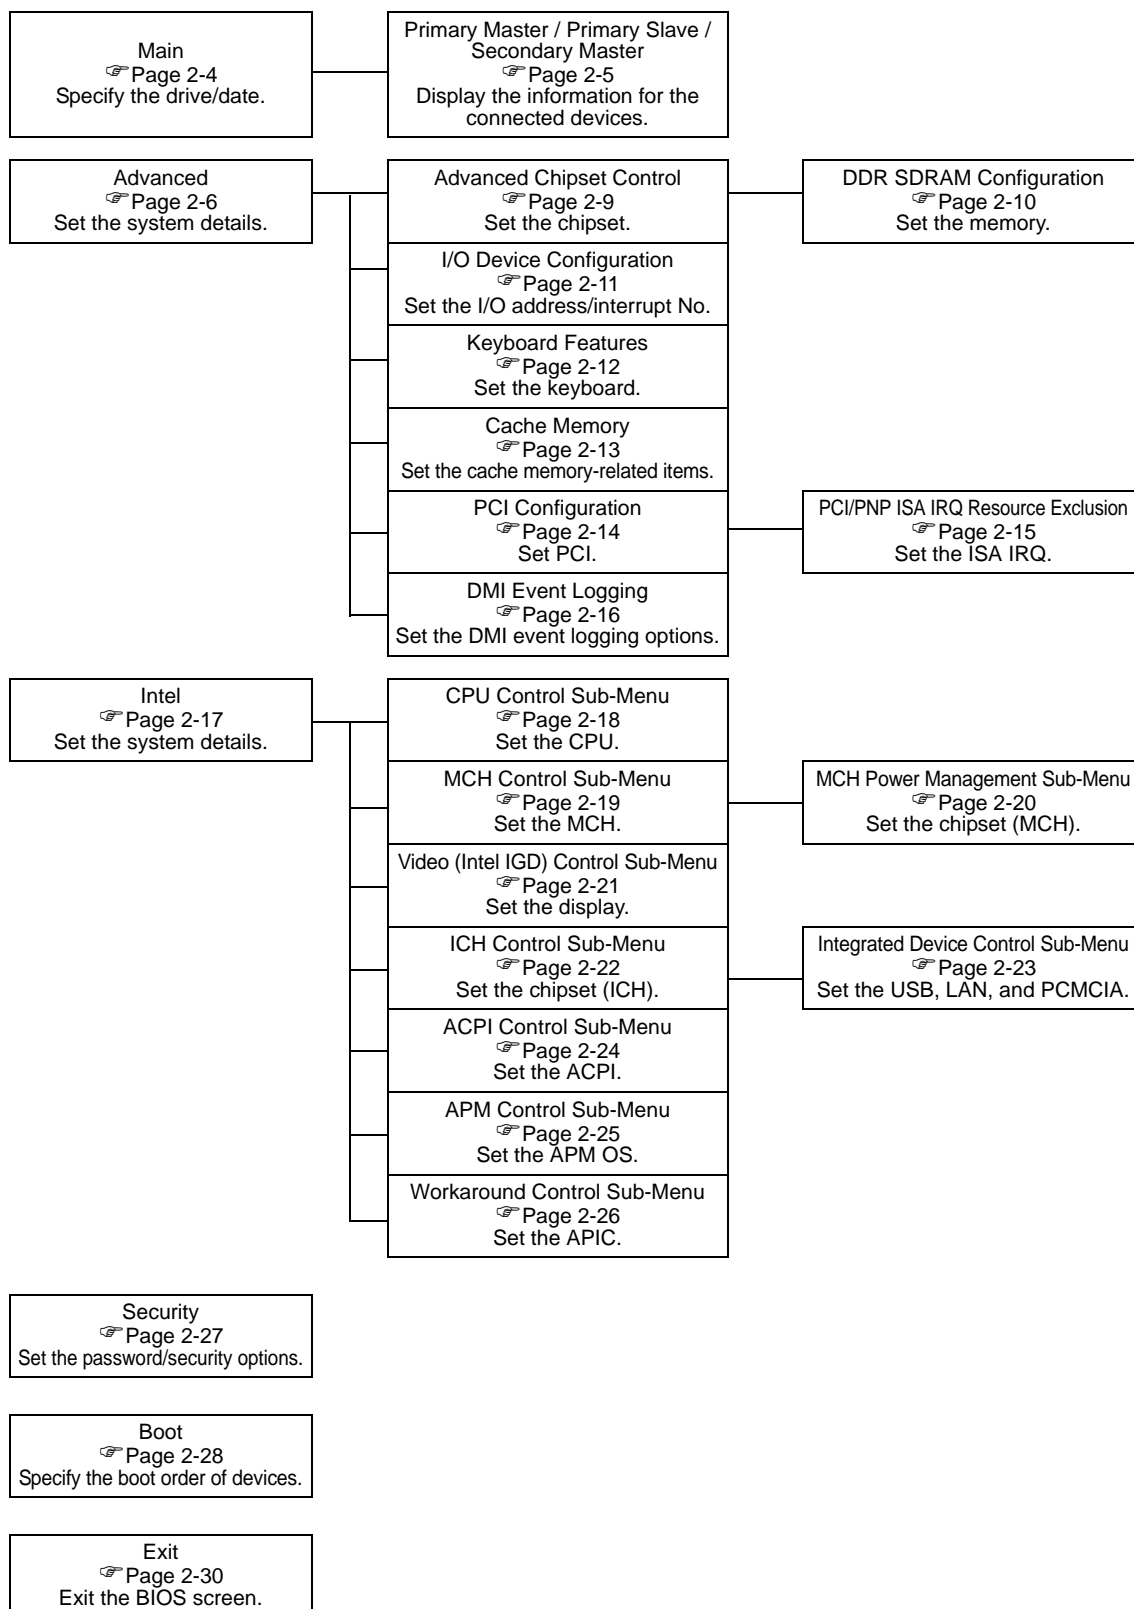 Main
☞ Page 2-4
Specify the drive/date.
Primary Master / Primary Slave /
Secondary Master
☞ Page 2-5
Display the information for the
connected devices.
Advanced
☞ Page 2-6
Set the system details.
Advanced Chipset Control
☞ Page 2-9
Set the chipset.
DDR SDRAM Configuration
☞ Page 2-10
Set the memory.
I/O Device Configuration
☞ Page 2-11
Set the I/O address/interrupt No.
Keyboard Features
☞ Page 2-12
Set the keyboard.
Cache Memory
☞ Page 2-13
Set the cache memory-related items.
PCI Configuration
☞ Page 2-14
Set PCI.
PCI/PNP ISA IRQ Resource Exclusion
☞ Page 2-15
Set the ISA IRQ.
DMI Event Logging
☞ Page 2-16
Set the DMI event logging options.
Intel
☞ Page 2-17
Set the system details.
CPU Control Sub-Menu
☞ Page 2-18
Set the CPU.
MCH Control Sub-Menu
☞ Page 2-19
Set the MCH.
MCH Power Management Sub-Menu
☞ Page 2-20
Set the chipset (MCH).
Video (Intel IGD) Control Sub-Menu
☞ Page 2-21
Set the display.
ICH Control Sub-Menu
☞ Page 2-22
Set the chipset (ICH).
Integrated Device Control Sub-Menu
☞ Page 2-23
Set the USB, LAN, and PCMCIA.
ACPI Control Sub-Menu
☞ Page 2-24
Set the ACPI.
APM Control Sub-Menu
☞ Page 2-25
Set the APM OS.
Workaround Control Sub-Menu
☞ Page 2-26
Set the APIC.
Security
☞ Page 2-27
Set the password/security options.
Boot
☞ Page 2-28
Specify the boot order of devices.
Exit
☞ Page 2-30
Exit the BIOS screen.